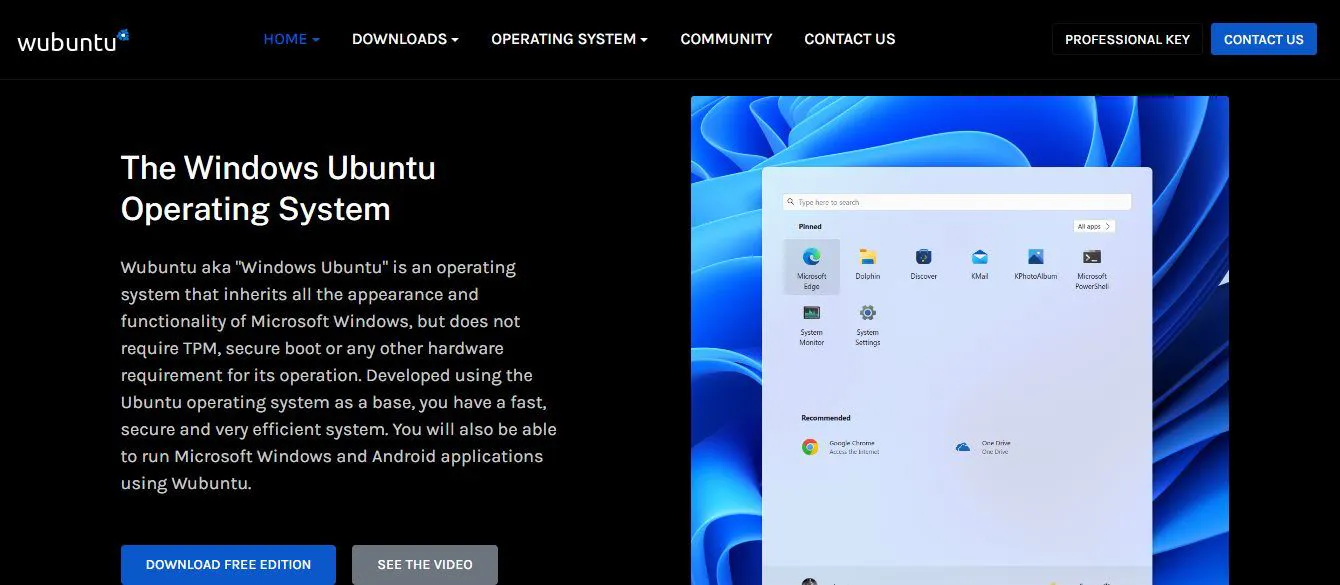 wubuntu
HOME
DOWNLOADS
OPERATING SYSTEM
COMMUNITY
CONTACT US
PROFESSIONAL KEY
CONTACT US
The Windows Ubuntu
Operating System
Wubuntu aka "Windows Ubuntu" is an operating
system that inherits all the appearance and
functionality of Microsoft Windows, but does not
require TPM, secure boot or any other hardware
requirement for its operation. Developed using the
Ubuntu operating system as a base, you have a fast,
secure and very efficient system. You will also be able
to run Microsoft Windows and Android applications
using Wubuntu.
DOWNLOAD FREE EDITION
SEE THE VIDEO
Type here to search
Pinned
All apps
Microsoft
Edge
Dolphin
Discover
KMail
KPhotoAlbum
Microsoft
PowerShell
System
Monitor
System
Settings
Recommended
Google Chrome
Access the Internet
One Drive
One Drive